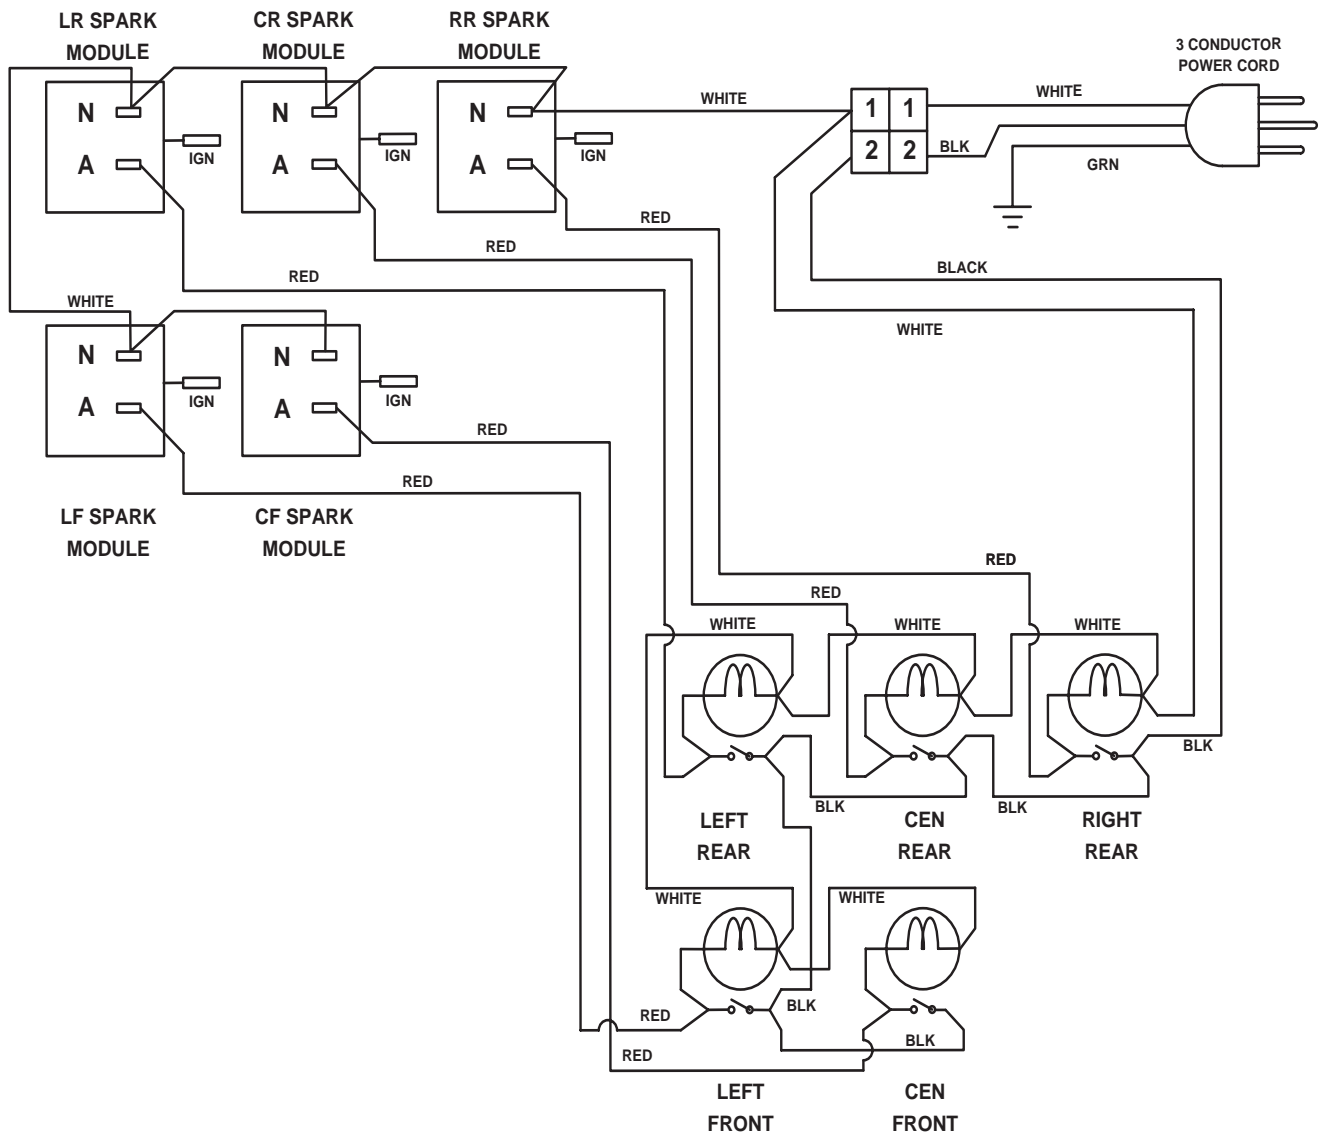 LR SPARK
MODULE
CR SPARK
MODULE
RR SPARK
MODULE
3 CONDUCTOR
POWER CORD
N
A
IGN
N
A
IGN
N
A
IGN
WHITE
1 1
2 2
WHITE
BLK
GRN
RED
RED
RED
BLACK
WHITE
WHITE
N
A
IGN
N
A
IGN
RED
RED
LF SPARK
MODULE
CF SPARK
MODULE
RED
RED
WHITE
WHITE
WHITE
BLK
BLK
BLK
LEFT
REAR
CEN
REAR
RIGHT
REAR
WHITE
WHITE
BLK
RED
BLK
RED
LEFT
FRONT
CEN
FRONT